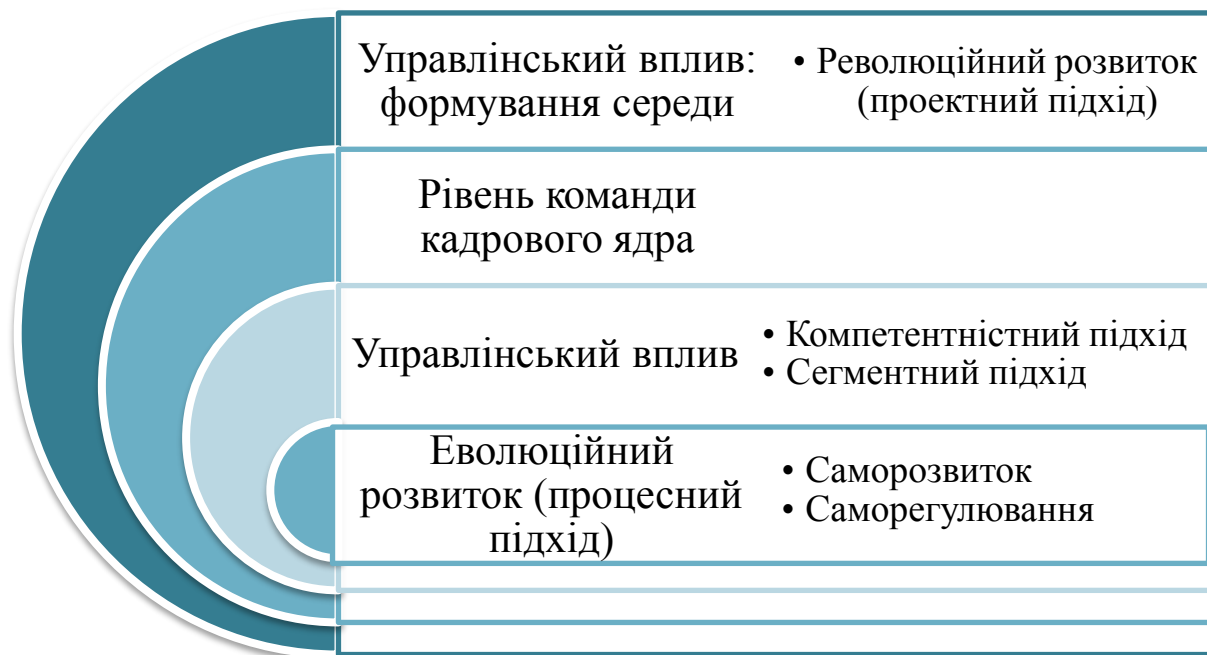 Управлінський вплив:
формування середи
• Революційний розвиток
(проектний підхід)
Рівень команди
кадрового ядра
Управлінський вплив
• Компетентністний підхід
• Сегментний підхід
Еволюційний
розвиток (процесний
підхід)
• Саморозвиток
• Саморегулювання